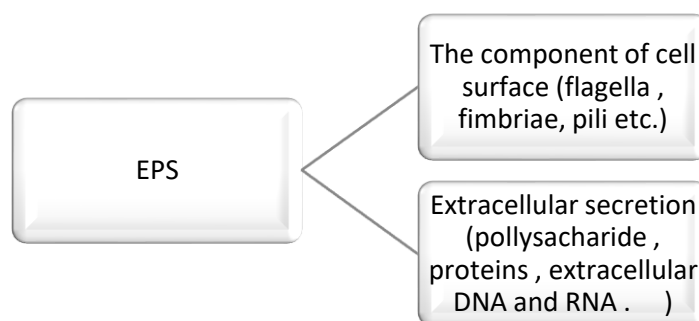 EPS
The component of cell
surface (flagella ,
fimbriae, pili etc.)
Extracellular secretion
(pollysacharide ,
proteins , extracellular
DNA and RNA . )